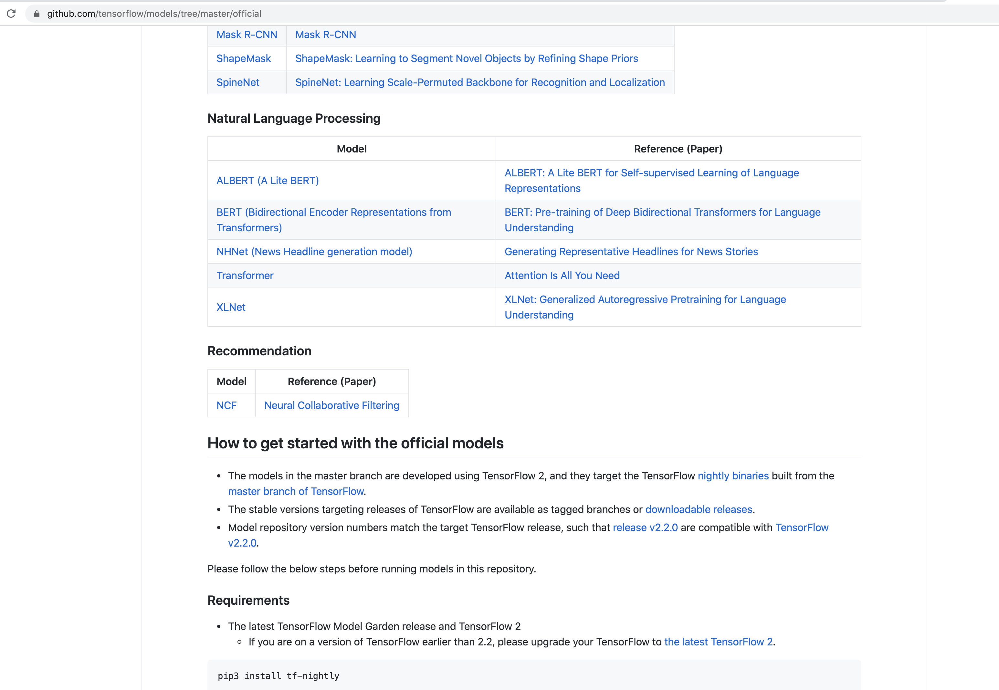 github.com/tensorflow/models/tree/master/official
Mask R-CNN Mask R-CNN
ShapeMask ShapeMask: Learning to Segment Novel Objects by Refining Shape Priors
SpineNet SpineNet: Learning Scale-Permuted Backbone for Recognition and Localization
Natural Language Processing
Model Reference (Paper)
ALBERT (A Lite BERT) ALBERT: A Lite BERT for Self-supervised Learning of Language
Representations
BERT (Bidirectional Encoder Representations from BERT: Pre-training of Deep Bidirectional Transformers for Language
Transformers) Understanding
NHNet (News Headline generation model) Generating Representative Headlines for News Stories
Transformer Attention Is All You Need
XLNet XLNet: Generalized Autoregressive Pretraining for Language
Understanding
Recommendation
Model Reference (Paper)
NCF Neural Collaborative Filtering
How to get started with the official models
• The models in the master branch are developed using TensorFlow 2, and they target the TensorFlow nightly binaries built from the
master branch of TensorFlow.
• The stable versions targeting releases of TensorFlow are available as tagged branches or downloadable releases.
• Model repository version numbers match the target TensorFlow release, such that release v2.2.0 are compatible with TensorFlow
v2.2.0.
Please follow the below steps before running models in this repository.
Requirements
• The latest TensorFlow Model Garden release and TensorFlow 2
◦ If you are on a version of TensorFlow earlier than 2.2, please upgrade your TensorFlow to the latest TensorFlow 2.
pip3 install tf-nightly